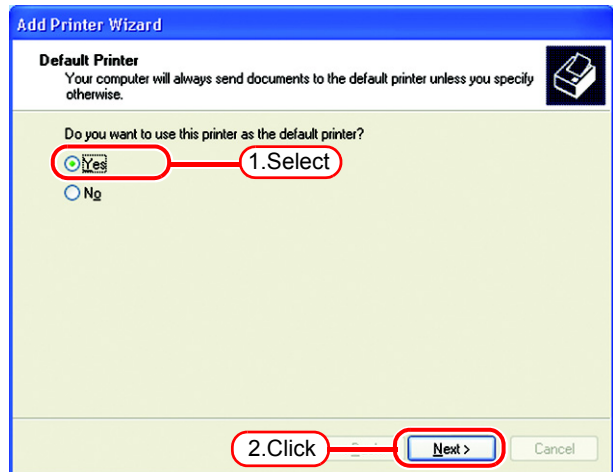 Add Printer Wizard
Default Printer
Your computer will always send documents to the default printer unless you specify
otherwise.
Do you want to use this printer as the default printer?
Yes
1.Select
No
2.Click
Next >
Cancel